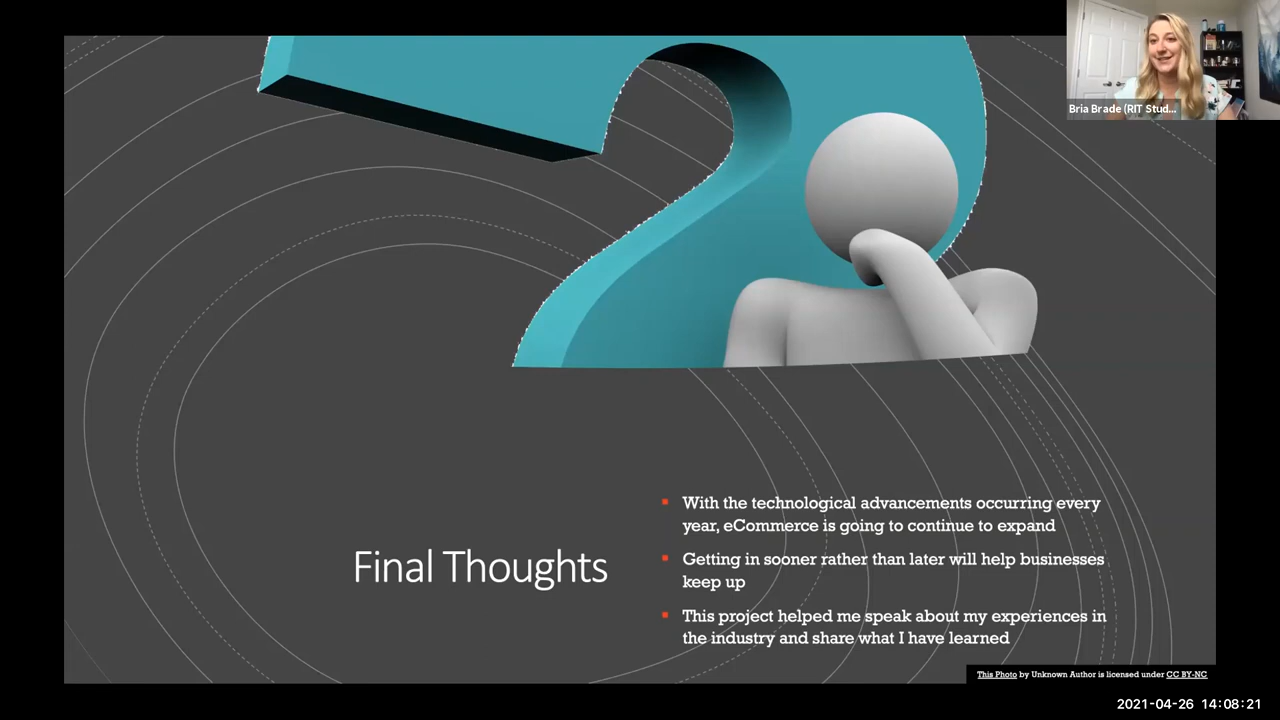 Bria Brade (RIT Stud...
Final Thoughts
With the technological advancements occurring every
year, eCommerce is going to continue to expand
Getting in sooner rather than later will help businesses
keep up
This project helped me speak about my experiences in
the industry and share what I have learned
This Photo by Unknown Author is licensed under CC BY-NC
2021-04-26 14:08:21